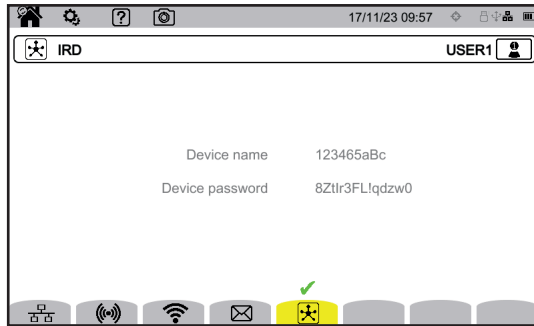 17/11/23 09:57
IRD USER1
Device name 123465aBc
Device password 8ZtIr3FL!qdzw0